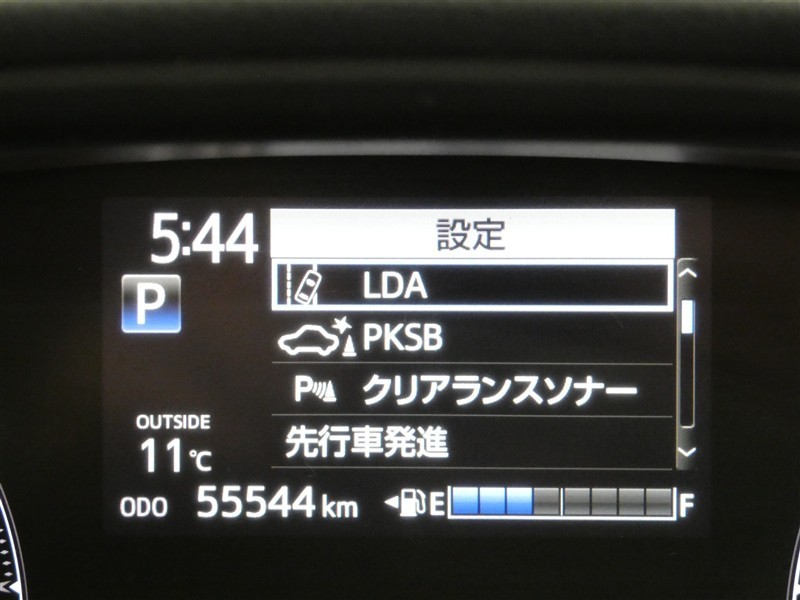 5:44
設定
P
LDA
PKSB
P クリアランスソナー
先行車発進
OUTSIDE
11℃
ODO 55544 km
E F